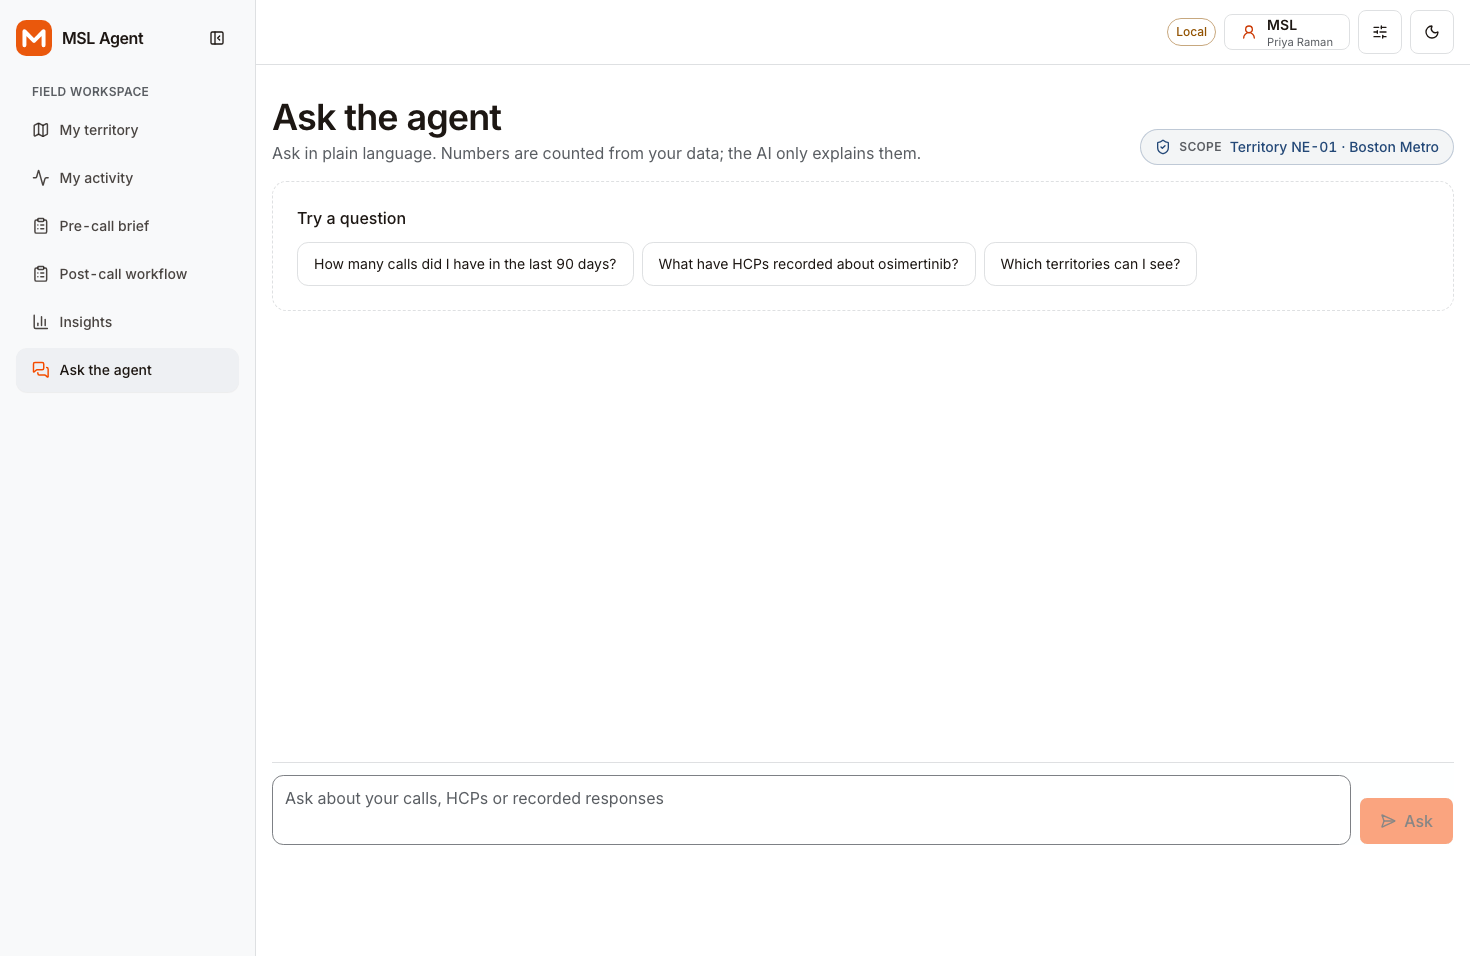 MSL Agent
FIELD WORKSPACE
My territory
My activity
Pre-call brief
Post-call workflow
Insights
Ask the agent
Local
MSL
Priya Raman
Ask the agent
Ask in plain language. Numbers are counted from your data; the AI only explains them.
SCOPE Territory NE-01 · Boston Metro
Try a question
How many calls did I have in the last 90 days?
What have HCPs recorded about osimertinib?
Which territories can I see?
Ask about your calls, HCPs or recorded responses
Ask